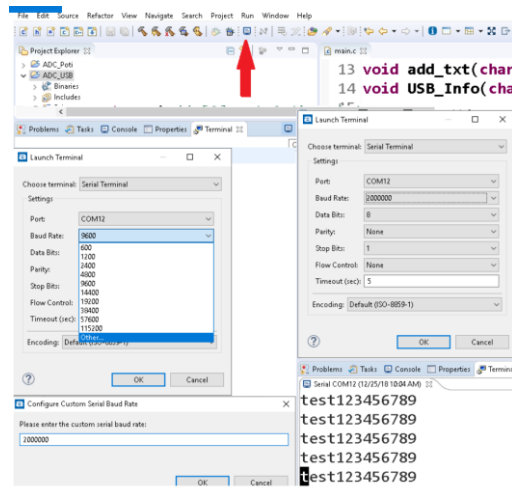 File Edit Source Refactor View Navigate Search Project Run Window Help
Project Explorer
main.c
ADC_Poti
ADC_USB
Binaries
Includes
13 void add_txt(char
14 void USB_Info(cha
Problems Tasks Console Properties Terminal
Launch Terminal
Choose terminal: Serial Terminal
Settings
Port: COM12
Baud Rate: 9600
600
1200
2400
4800
9600
14400
19200
38400
57600
115200
Other...
Data Bits:
Parity:
Stop Bits:
Flow Control:
Timeout (sec):
Encoding: Default (ISO-8859-1)
OK Cancel
Configure Custom Serial Baud Rate
Please enter the custom serial baud rate:
2000000
OK Cancel
Launch Terminal
Choose terminal: Serial Terminal
Settings
Port: COM12
Baud Rate: 2000000
Data Bits: 8
Parity: None
Stop Bits: 1
Flow Control: None
Timeout (sec): 5
Encoding: Default (ISO-8859-1)
OK Cancel
Problems Tasks Console Properties Termin
Serial COM12 (12/25/18 10:04 AM)
test123456789
test123456789
test123456789
test123456789
test123456789